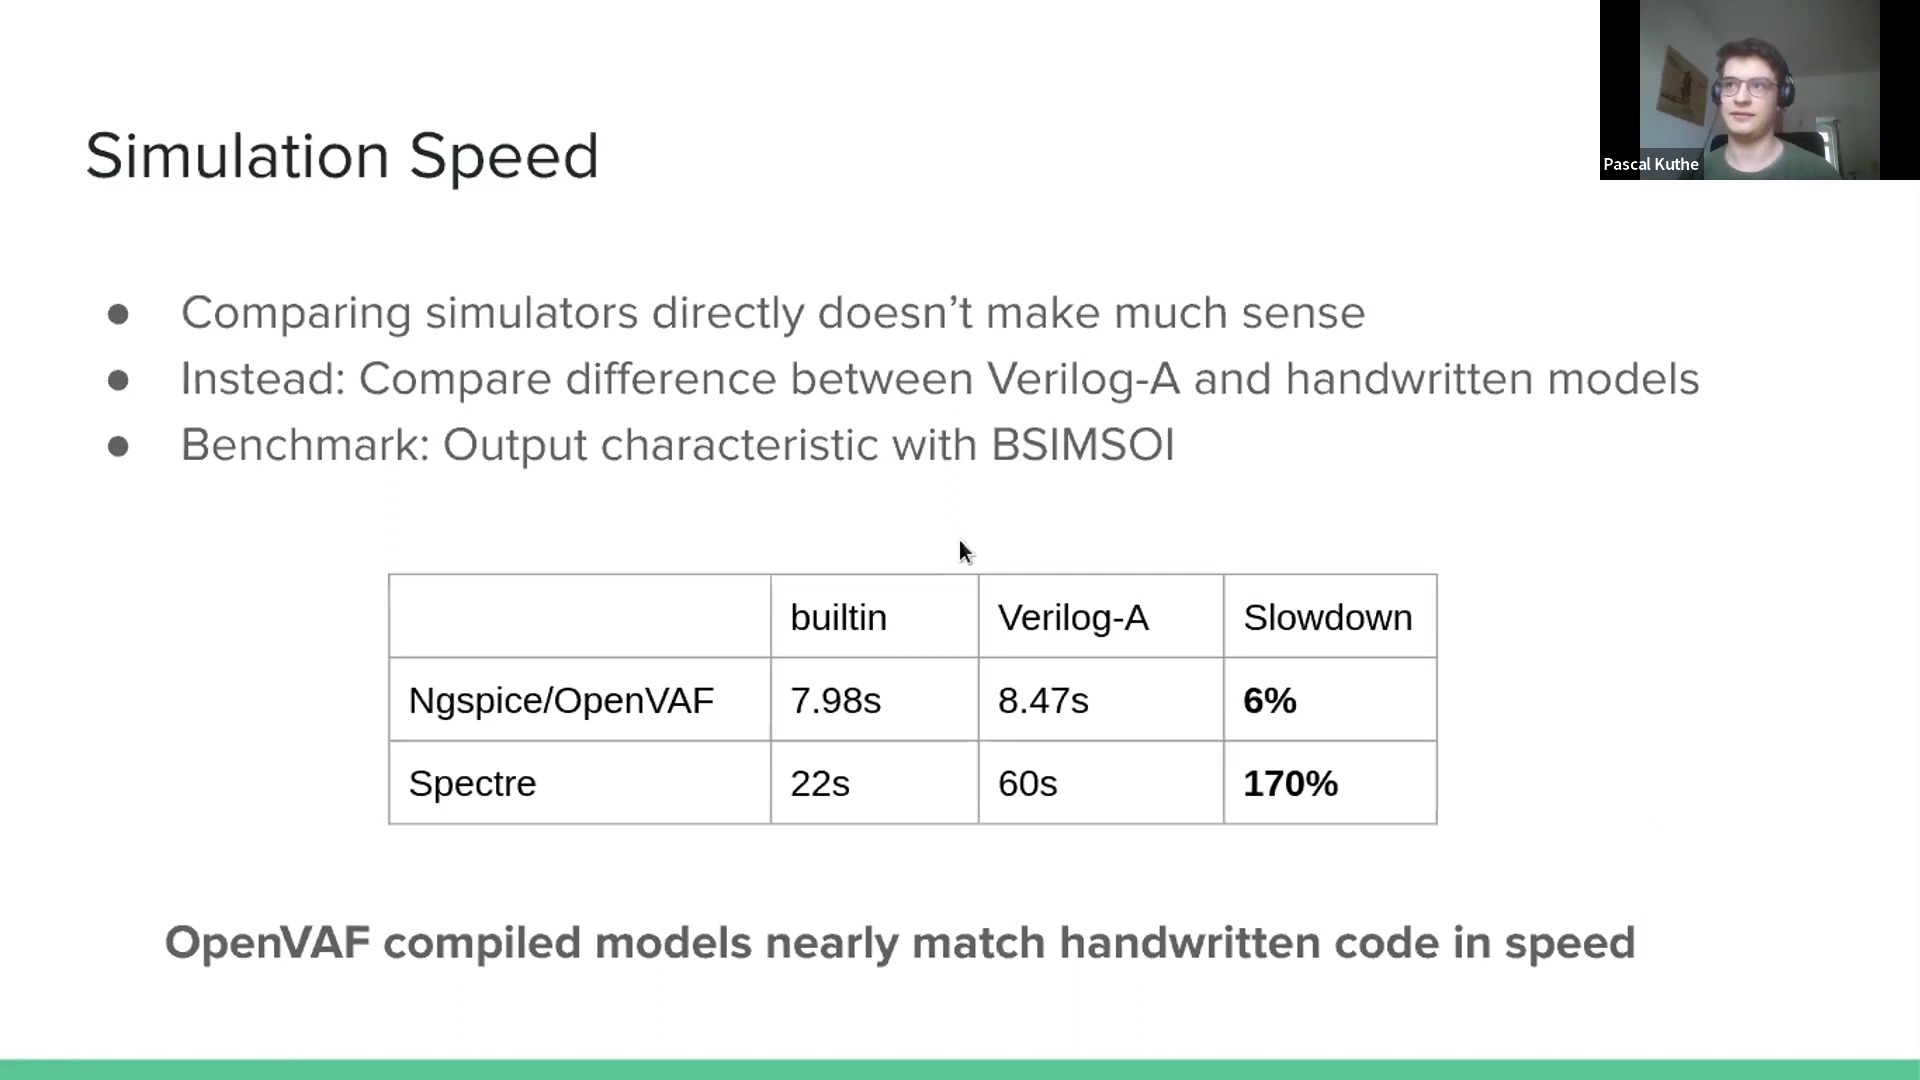 Pascal Kuthe
Simulation Speed
● Comparing simulators directly doesn’t make much sense
● Instead: Compare difference between Verilog-A and handwritten models
● Benchmark: Output characteristic with BSIMSOI
builtin Verilog-A Slowdown
Ngspice/OpenVAF 7.98s 8.47s 6%
Spectre 22s 60s 170%
OpenVAF compiled models nearly match handwritten code in speed